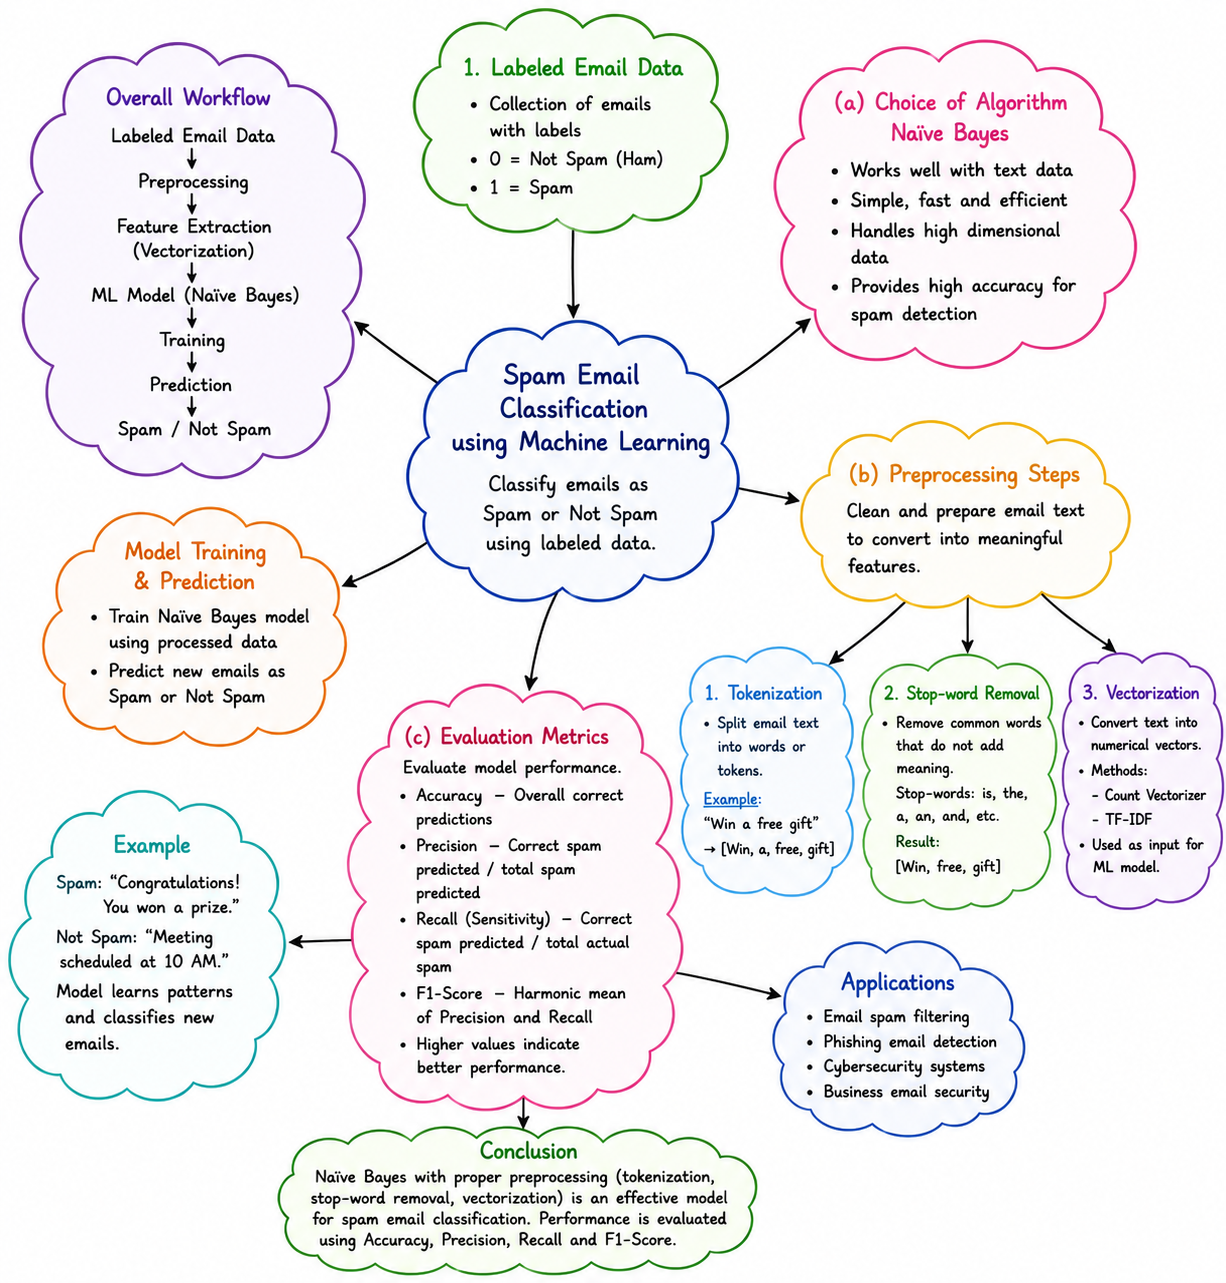 1. Labeled Email Data
• Collection of emails
with labels
• 0 = Not Spam (Ham)
• 1 = Spam
Overall Workflow
Labeled Email Data
Preprocessing
Feature Extraction
(Vectorization)
ML Model (Naïve Bayes)
Training
Prediction
Spam / Not Spam
(a) Choice of Algorithm
Naïve Bayes
• Works well with text data
• Simple, fast and efficient
• Handles high dimensional
data
• Provides high accuracy for
spam detection
Spam Email
Classification
using Machine Learning
Classify emails as
Spam or Not Spam
using labeled data.
(b) Preprocessing Steps
Clean and prepare email text
to convert into meaningful
features.
Model Training
& Prediction
• Train Naïve Bayes model
using processed data
• Predict new emails as
Spam or Not Spam
1. Tokenization
• Split email text
into words or
tokens.
Example:
“Win a free gift”
→ [Win, a, free, gift]
2. Stop-word Removal
• Remove common words
that do not add
meaning.
Stop-words: is, the,
a, an, and, etc.
Result:
[Win, free, gift]
3. Vectorization
• Convert text into
numerical vectors.
• Methods:
- Count Vectorizer
- TF-IDF
• Used as input for
ML model.
(c) Evaluation Metrics
Evaluate model performance.
• Accuracy – Overall correct
predictions
• Precision – Correct spam
predicted / total spam
predicted
• Recall (Sensitivity) – Correct
spam predicted / total actual
spam
• F1-Score – Harmonic mean
of Precision and Recall
• Higher values indicate
better performance.
Example
Spam: “Congratulations!
You won a prize.”
Not Spam: “Meeting
scheduled at 10 AM.”
Model learns patterns
and classifies new
emails.
Applications
• Email spam filtering
• Phishing email detection
• Cybersecurity systems
• Business email security
Conclusion
Naïve Bayes with proper preprocessing (tokenization,
stop-word removal, vectorization) is an effective model
for spam email classification. Performance is evaluated
using Accuracy, Precision, Recall and F1-Score.